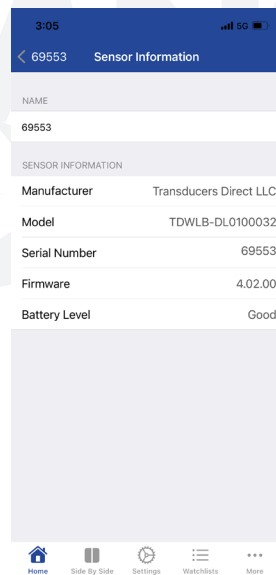 3:05 5G
69553 Sensor Information
NAME
69553
SENSOR INFORMATION
Manufacturer Transducers Direct LLC
Model TDWLB-DL0100032
Serial Number 69553
Firmware 4.02.00
Battery Level Good
Home Side By Side Settings Watchlists More